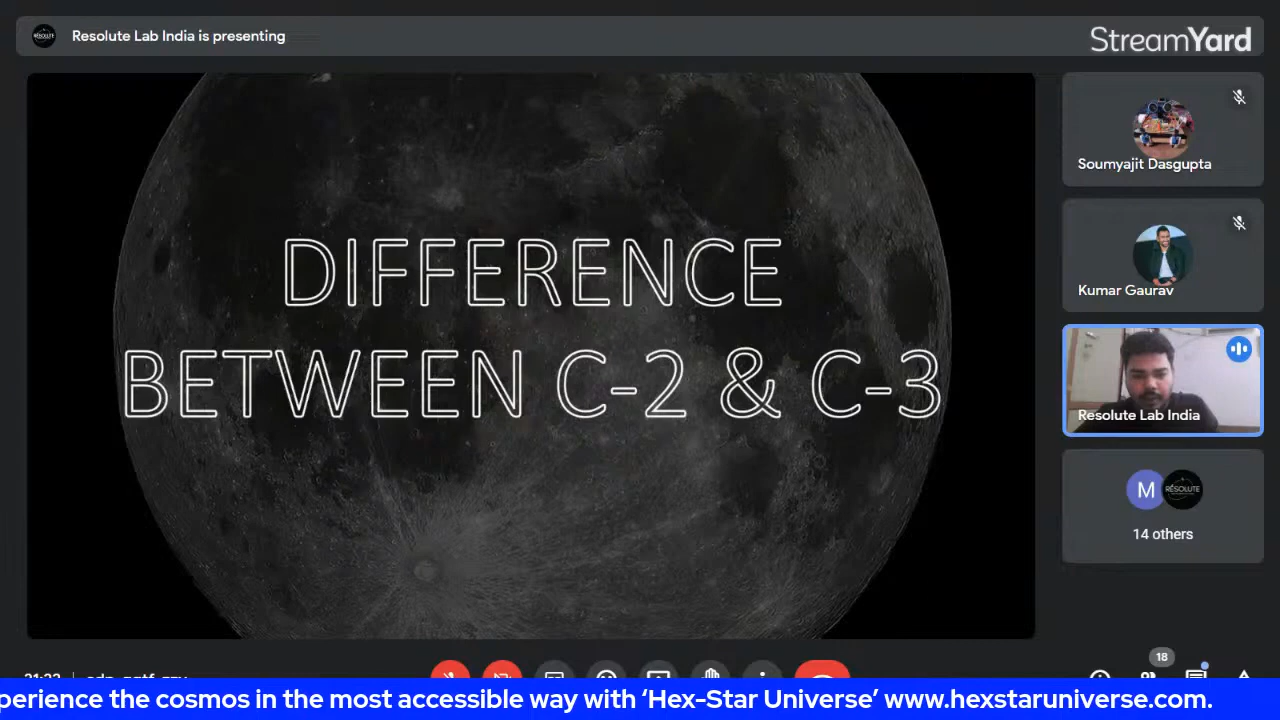 Resolute Lab India is presenting
StreamYard
DIFFERENCE
BETWEEN C-2 & C-3
Soumyajit Dasgupta
Kumar Gaurav
Resolute Lab India
M
RESOLUTE
14 others
18
perience the cosmos in the most accessible way with ‘Hex-Star Universe’ www.hexstaruniverse.com.